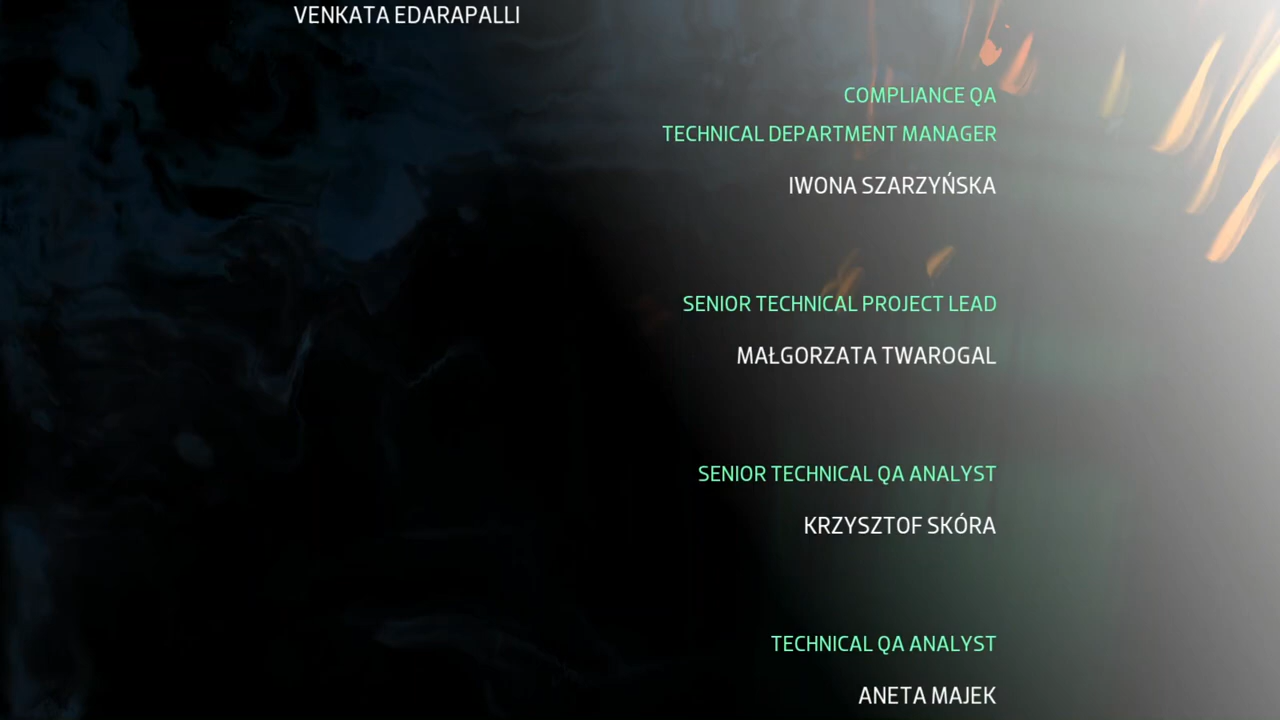 VENKATA EDARAPALLI
COMPLIANCE QA
TECHNICAL DEPARTMENT MANAGER
IWONA SZARZYŃSKA
SENIOR TECHNICAL PROJECT LEAD
MAŁGORZATA TWAROGAL
SENIOR TECHNICAL QA ANALYST
KRZYSZTOF SKÓRA
TECHNICAL QA ANALYST
ANETA MAJEK